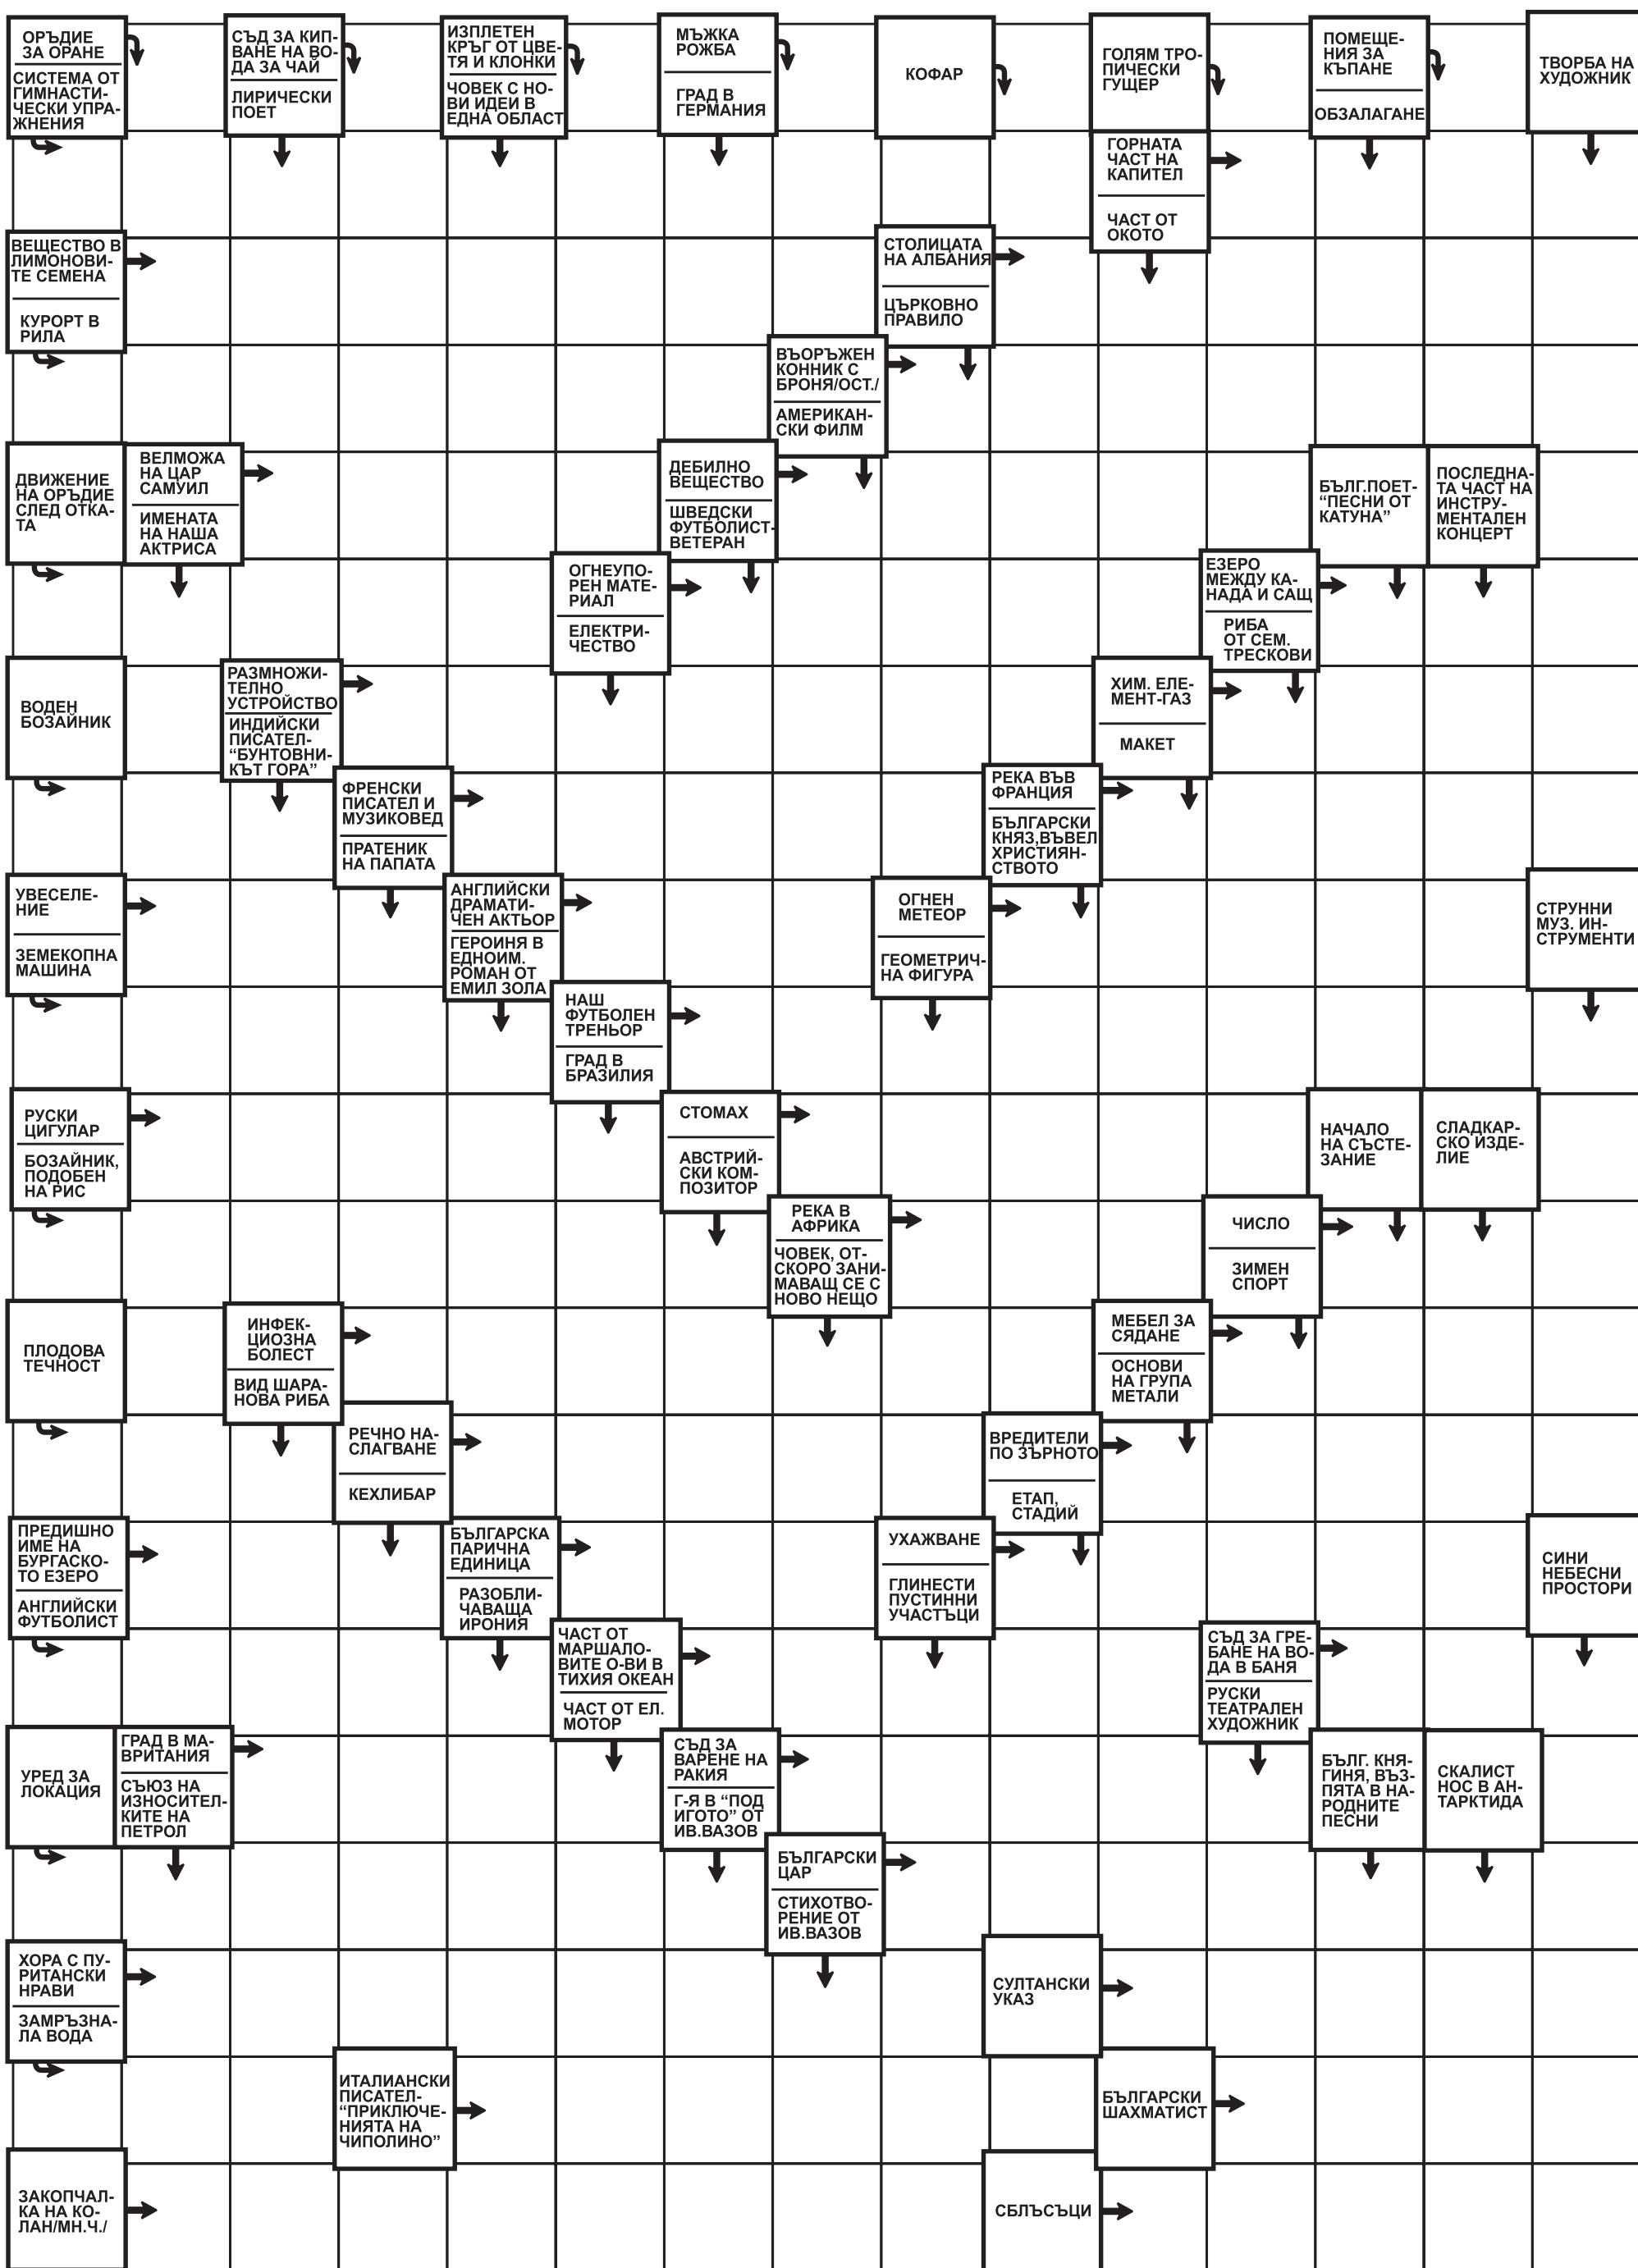 ОРЪДИЕ
ЗА ОРАНЕ
СИСТЕМА ОТ
ГИМНАСТИ-
ЧЕСКИ УПРА-
ЖНЕНИЯ
СЪД ЗА КИП-
ВАНЕ НА ВО-
ДА ЗА ЧАЙ
ЛИРИЧЕСКИ
ПОЕТ
ИЗПЛЕТЕН
КРЪГ ОТ ЦВЕ-
ТЯ И КЛОНКИ
ЧОВЕК С НО-
ВИ ИДЕИ В
ЕДНА ОБЛАСТ
МЪЖКА
РОЖБА
ГРАД В
ГЕРМАНИЯ
КОФАР
ГОЛЯМ ТРО-
ПИЧЕСКИ
ГУЩЕР
ПОМЕЩЕ-
НИЯ ЗА
КЪПАНЕ
ОБЗАЛАГАНЕ
ТВОРБА НА
ХУДОЖНИК
ГОРНАТА
ЧАСТ НА
КАПИТЕЛ
ЧАСТ ОТ
ОКОТО
ВЕЩЕСТВО В
ЛИМОНОВИ-
ТЕ СЕМЕНА
КУРОРТ В
РИЛА
СТОЛИЦАТА
НА АЛБАНИЯ
ЦЪРКОВНО
ПРАВИЛО
ВЪОРЪЖЕН
КОННИК С
БРОНЯ/ОСТ./
АМЕРИКАН-
СКИ ФИЛМ
ДВИЖЕНИЕ
НА ОРЪДИЕ
СЛЕД ОТКА-
ТА
ВЕЛМОЖА
НА ЦАР
САМУИЛ
ИМЕНАТА
НА НАША
АКТРИСА
ДЕБИЛНО
ВЕЩЕСТВО
ШВЕДСКИ
ФУТБОЛИСТ-
ВЕТЕРАН
БЪЛГ.ПОЕТ-
“ПЕСНИ ОТ
КАТУНА”
ПОСЛЕДНА-
ТА ЧАСТ НА
ИНСТРУ-
МЕНТАЛЕН
КОНЦЕРТ
ОГНЕУПО-
РЕН МАТЕ-
РИАЛ
ЕЛЕКТРИ-
ЧЕСТВО
ЕЗЕРО
МЕЖДУ КА-
НАДА И САЩ
РИБА
ОТ СЕМ.
ТРЕСКОВИ
ВОДЕН
БОЗАЙНИК
РАЗМНОЖИ-
ТЕЛНО
УСТРОЙСТВО
ИНДИЙСКИ
ПИСАТЕЛ-
“БУНТОВНИ-
КЪТ ГОРА”
ХИМ. ЕЛЕ-
МЕНТ-ГАЗ
МАКЕТ
ФРЕНСКИ
ПИСАТЕЛ И
МУЗИКОВЕД
ПРАТЕНИК
НА ПАПАТА
РЕКА ВЪВ
ФРАНЦИЯ
БЪЛГАРСКИ
КНЯЗ,ВЪВЕЛ
ХРИСТИЯН-
СТВОТО
УВЕСЕЛЕ-
НИЕ
ЗЕМЕКОПНА
МАШИНА
АНГЛИЙСКИ
ДРАМАТИ-
ЧЕН АКТЬОР
ГЕРОИНЯ В
ЕДНОИМ.
РОМАН ОТ
ЕМИЛ ЗОЛА
ОГНЕН
МЕТЕОР
ГЕОМЕТРИЧ-
НА ФИГУРА
СТРУННИ
МУЗ. ИН-
СТРУМЕНТИ
НАШ
ФУТБОЛЕН
ТРЕНЬОР
ГРАД В
БРАЗИЛИЯ
РУСКИ
ЦИГУЛАР
БОЗАЙНИК,
ПОДОБЕН
НА РИС
СТОМАХ
АВСТРИЙ-
СКИ КОМ-
ПОЗИТОР
НАЧАЛО
НА СЪСТЕ-
ЗАНИЕ
СЛАДКАР-
СКО ИЗДЕ-
ЛИЕ
РЕКА В
АФРИКА
ЧОВЕК, ОТ-
СКОРО ЗАНИ-
МАВАЩ СЕ С
НОВО НЕЩО
ЧИСЛО
ЗИМЕН
СПОРТ
ПЛОДОВА
ТЕЧНОСТ
ИНФЕК-
ЦИОЗНА
БОЛЕСТ
ВИД ШАРА-
НОВА РИБА
МЕБЕЛ ЗА
СЯДАНЕ
ОСНОВИ
НА ГРУПА
МЕТАЛИ
РЕЧНО НА-
СЛАГВАНЕ
КЕХЛИБАР
ВРЕДИТЕЛИ
ПО ЗЪРНОТО
ЕТАП,
СТАДИЙ
ПРЕДИШНО
ИМЕ НА
БУРГАСКО-
ТО ЕЗЕРО
АНГЛИЙСКИ
ФУТБОЛИСТ
БЪЛГАРСКА
ПАРИЧНА
ЕДИНИЦА
РАЗОБЛИ-
ЧАВАЩА
ИРОНИЯ
УХАЖВАНЕ
ГЛИНЕСТИ
ПУСТИННИ
УЧАСТЪЦИ
СИНИ
НЕБЕСНИ
ПРОСТОРИ
ЧАСТ ОТ
МАРШАЛО-
ВИТЕ О-ВИ В
ТИХИЯ ОКЕАН
ЧАСТ ОТ ЕЛ.
МОТОР
СЪД ЗА ГРЕ-
БАНЕ НА ВО-
ДА В БАНЯ
РУСКИ
ТЕАТРАЛЕН
ХУДОЖНИК
УРЕД ЗА
ЛОКАЦИЯ
ГРАД В МА-
ВРИТАНИЯ
СЪЮЗ НА
ИЗНОСИТЕЛ-
КИТЕ НА
ПЕТРОЛ
СЪД ЗА
ВАРЕНЕ НА
РАКИЯ
Г-Я В “ПОД
ИГОТО” ОТ
ИВ.ВАЗОВ
БЪЛГ. КНЯ-
ГИНЯ, ВЪЗ-
ПЯТА В НА-
РОДНИТЕ
ПЕСНИ
СКАЛИСТ
НОС В АН-
ТАРКТИДА
БЪЛГАРСКИ
ЦАР
СТИХОТВО-
РЕНИЕ ОТ
ИВ.ВАЗОВ
ХОРА С ПУ-
РИТАНСКИ
НРАВИ
ЗАМРЪЗНА-
ЛА ВОДА
СУЛТАНСКИ
УКАЗ
ИТАЛИАНСКИ
ПИСАТЕЛ-
“ПРИКЛЮЧЕ-
НИЯТА НА
ЧИПОЛИНО”
БЪЛГАРСКИ
ШАХМАТИСТ
ЗАКОПЧАЛ-
КА НА КО-
ЛАН/МН.Ч./
СБЛЪСЪЦИ